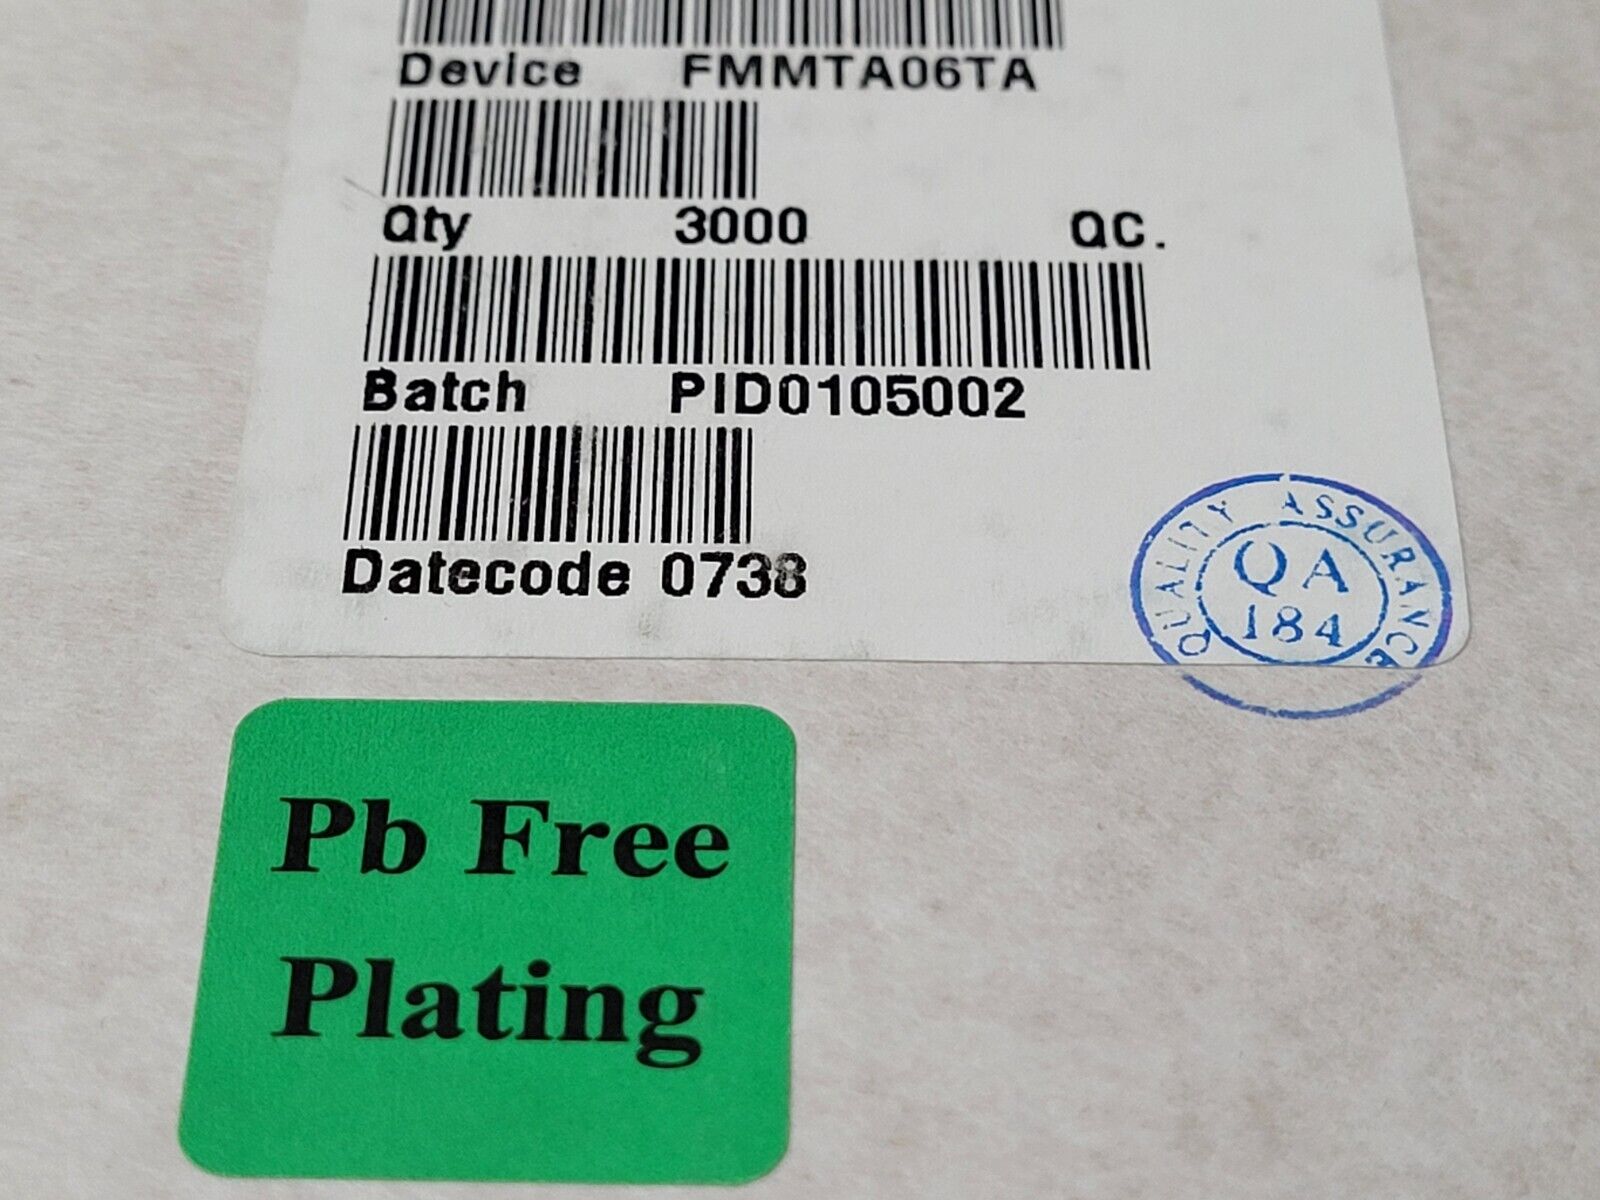 Device FMMTA06TA
Qty 3000 QC.
Batch PID0105002
Datecode 0738
QUALITY ASSURANCE
QA
184
Pb Free
Plating